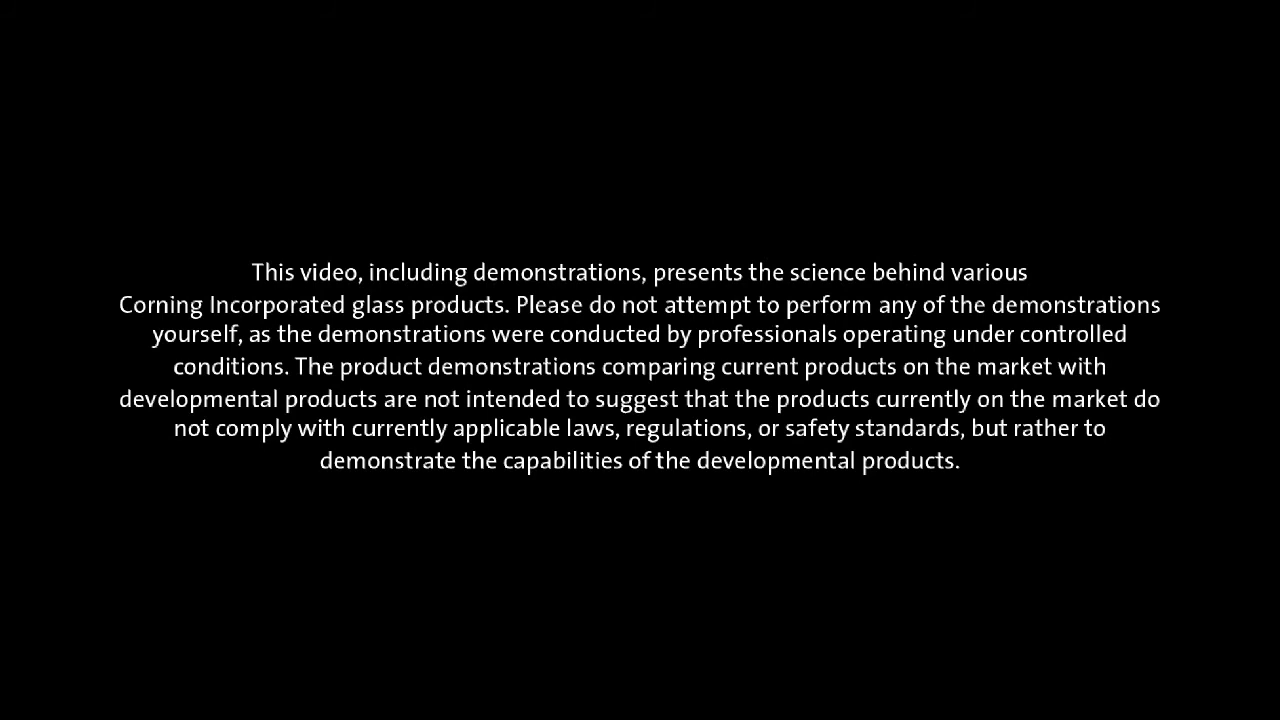 This video, including demonstrations, presents the science behind various
Corning Incorporated glass products. Please do not attempt to perform any of the demonstrations
yourself, as the demonstrations were conducted by professionals operating under controlled
conditions. The product demonstrations comparing current products on the market with
developmental products are not intended to suggest that the products currently on the market do
not comply with currently applicable laws, regulations, or safety standards, but rather to
demonstrate the capabilities of the developmental products.